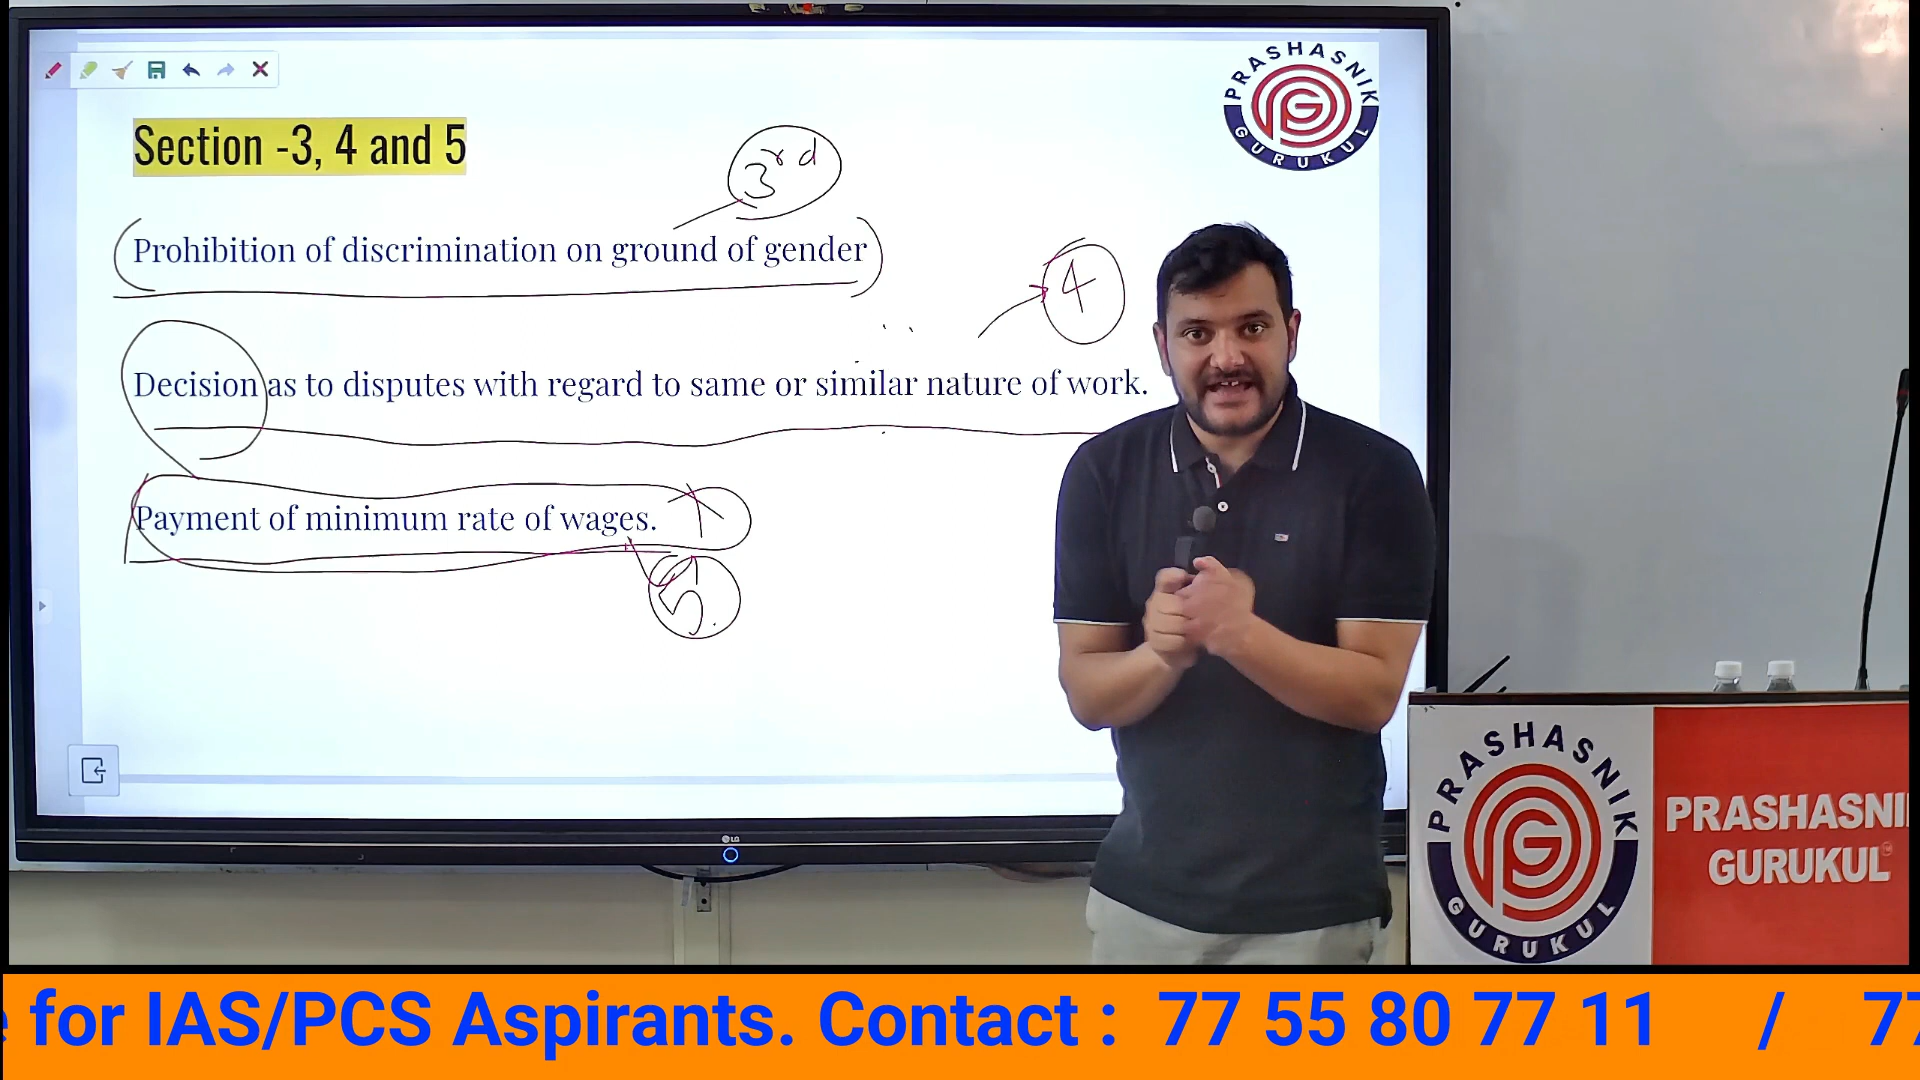 PRASHASNIK
GURUKUL
Section -3, 4 and 5
3rd
Prohibition of discrimination on ground of gender
4
Decision as to disputes with regard to same or similar nature of work.
Payment of minimum rate of wages.
5.
LG
PRASHASNIK
GURUKUL
PRASHASNI
GURUKUL
for IAS/PCS Aspirants. Contact : 77 55 80 77 11 / 77